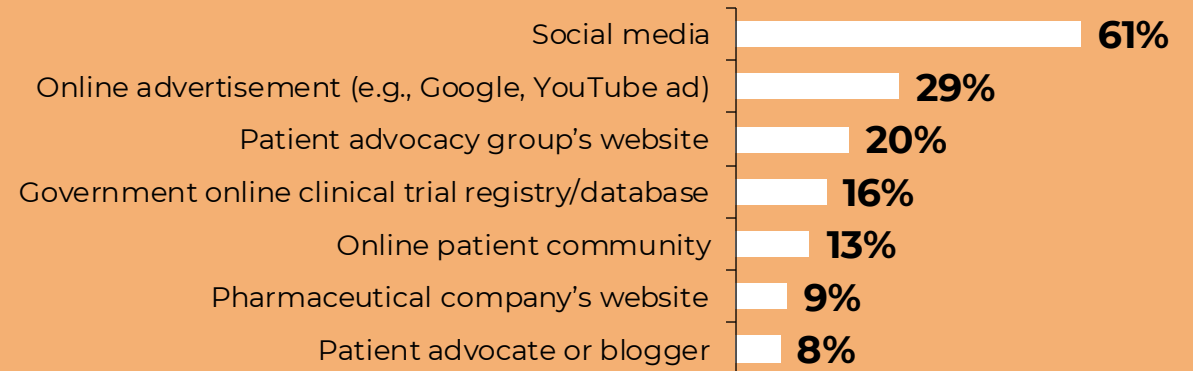 Social media 61%
Online advertisement (e.g., Google, YouTube ad) 29%
Patient advocacy group’s website 20%
Government online clinical trial registry/database 16%
Online patient community 13%
Pharmaceutical company’s website 9%
Patient advocate or blogger 8%